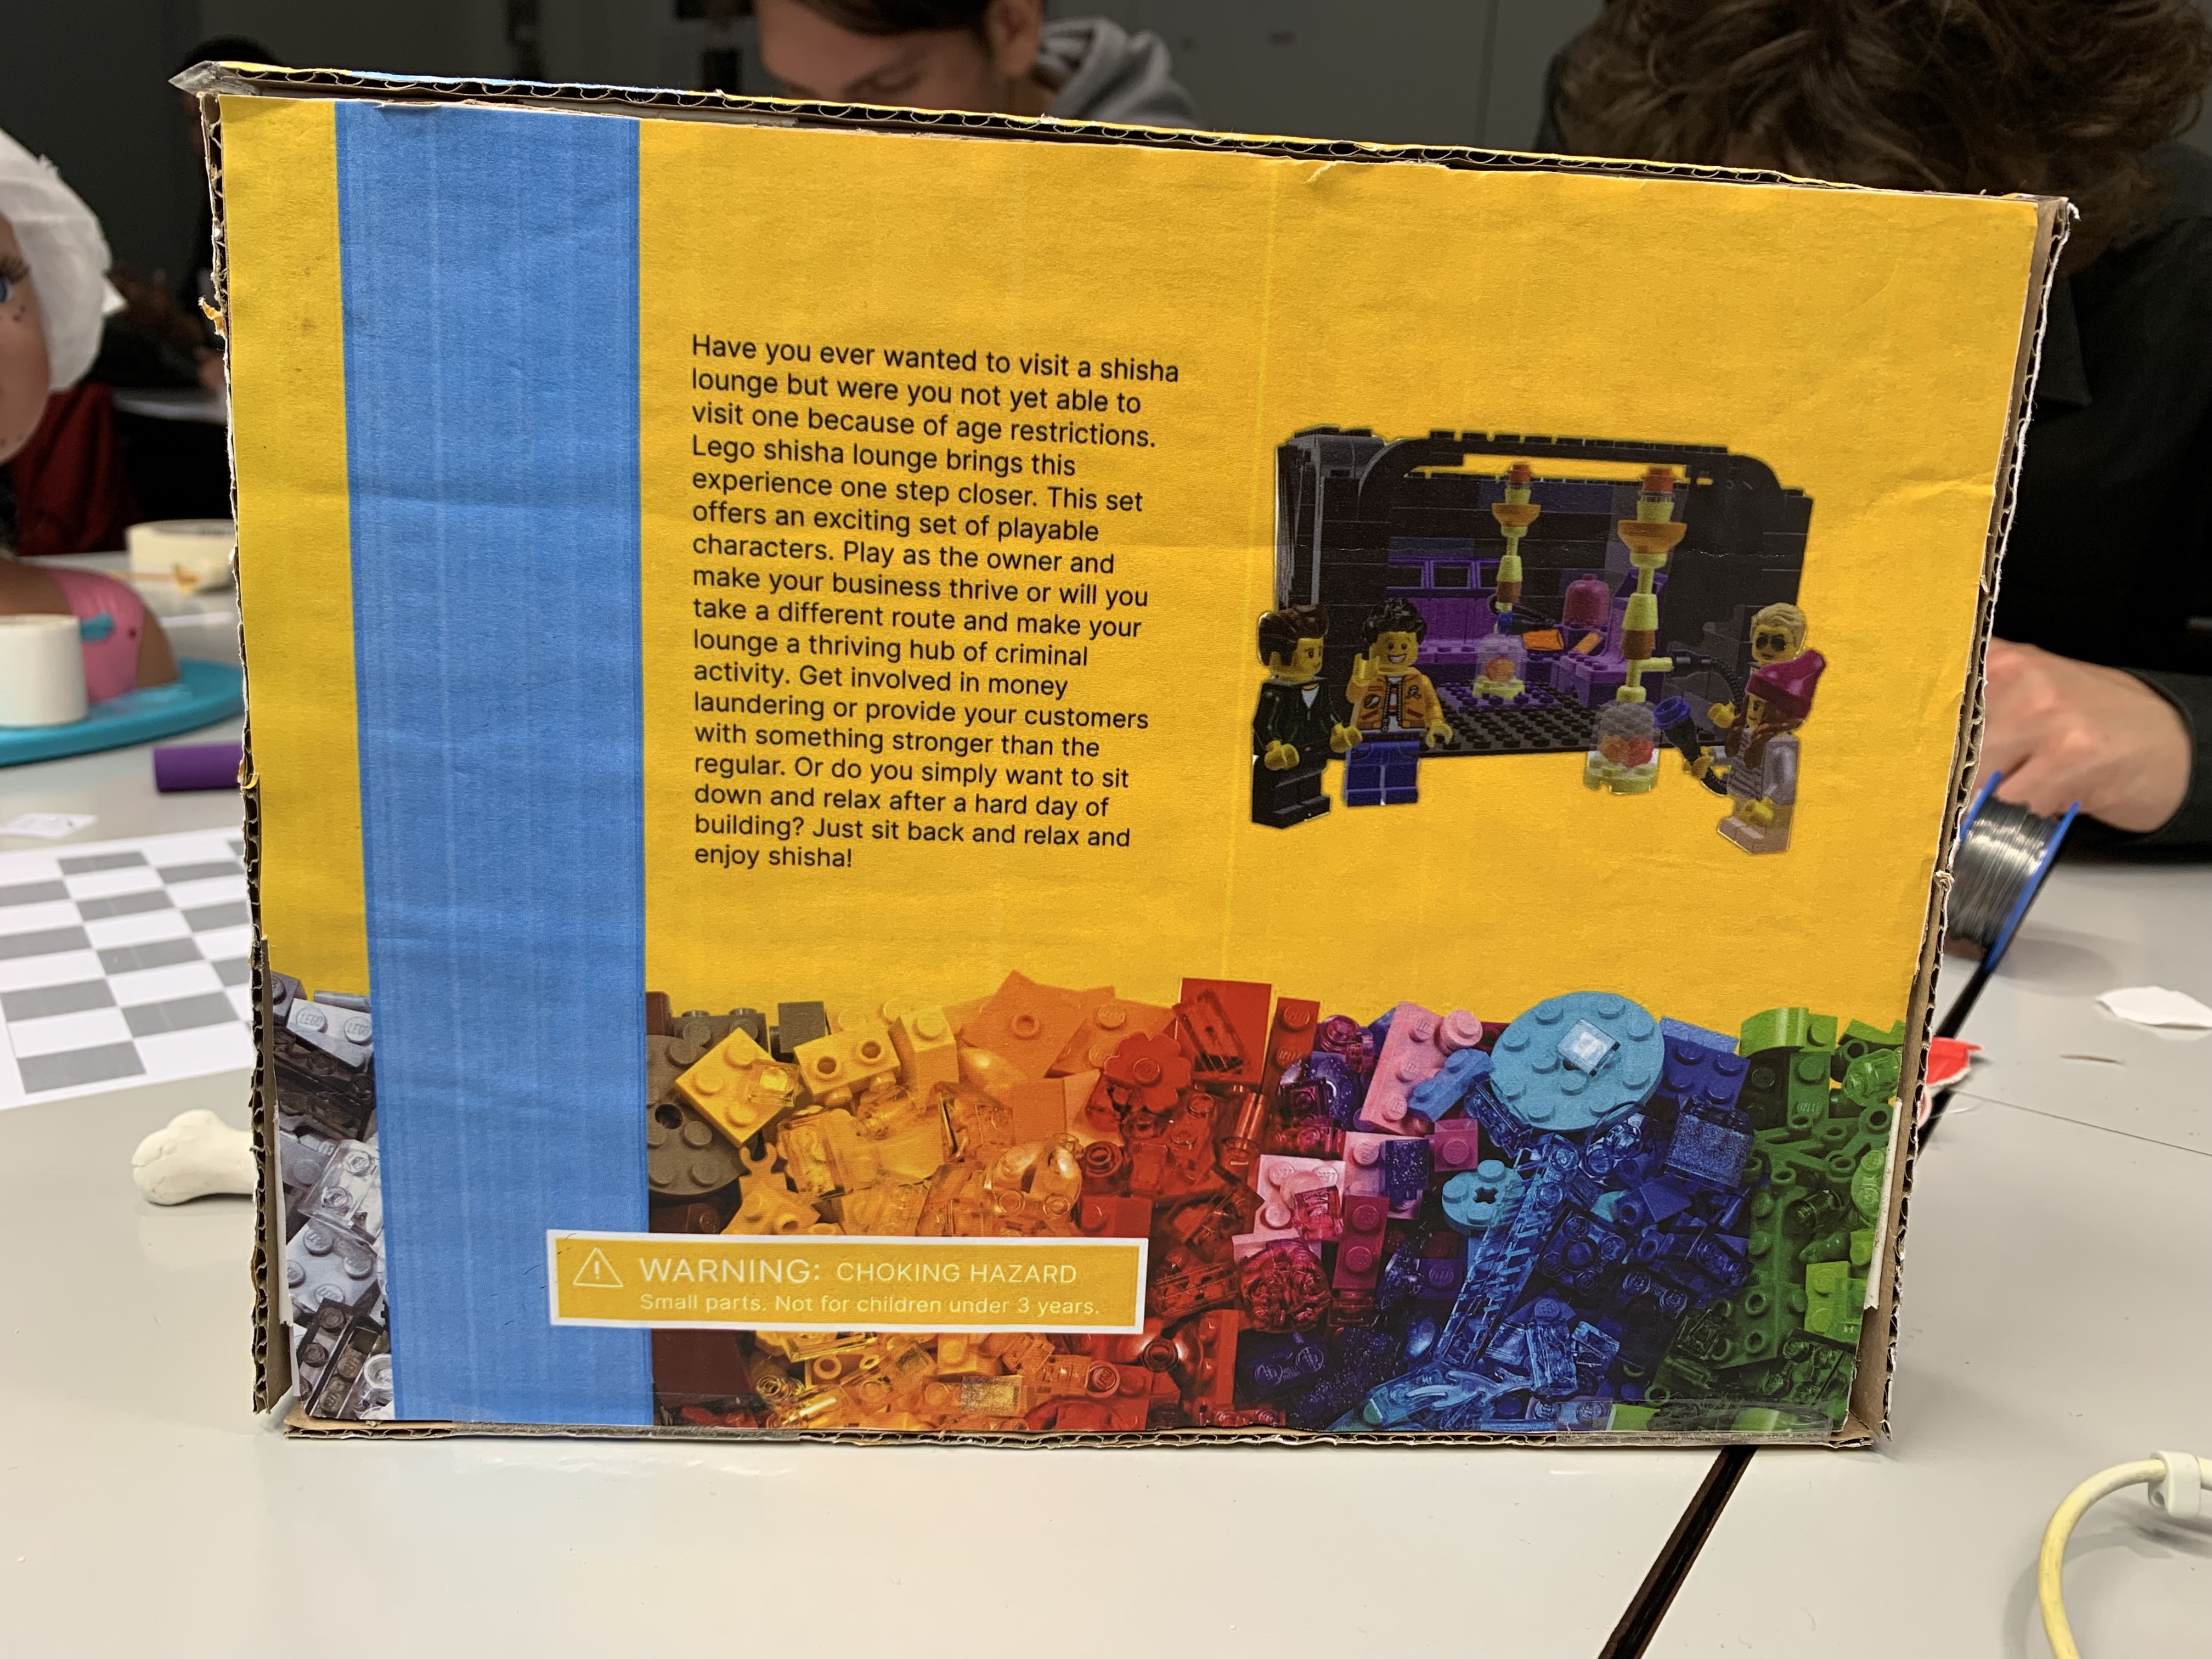 Have you ever wanted to visit a shisha
lounge but were you not yet able to
visit one because of age restrictions.
Lego shisha lounge brings this
experience one step closer. This set
offers an exciting set of playable
characters. Play as the owner and
make your business thrive or will you
take a different route and make your
lounge a thriving hub of criminal
activity. Get involved in money
laundering or provide your customers
with something stronger than the
regular. Or do you simply want to sit
down and relax after a hard day of
building? Just sit back and relax and
enjoy shisha!
LEGO LEGO
WARNING: CHOKING HAZARD
Small parts. Not for children under 3 years.